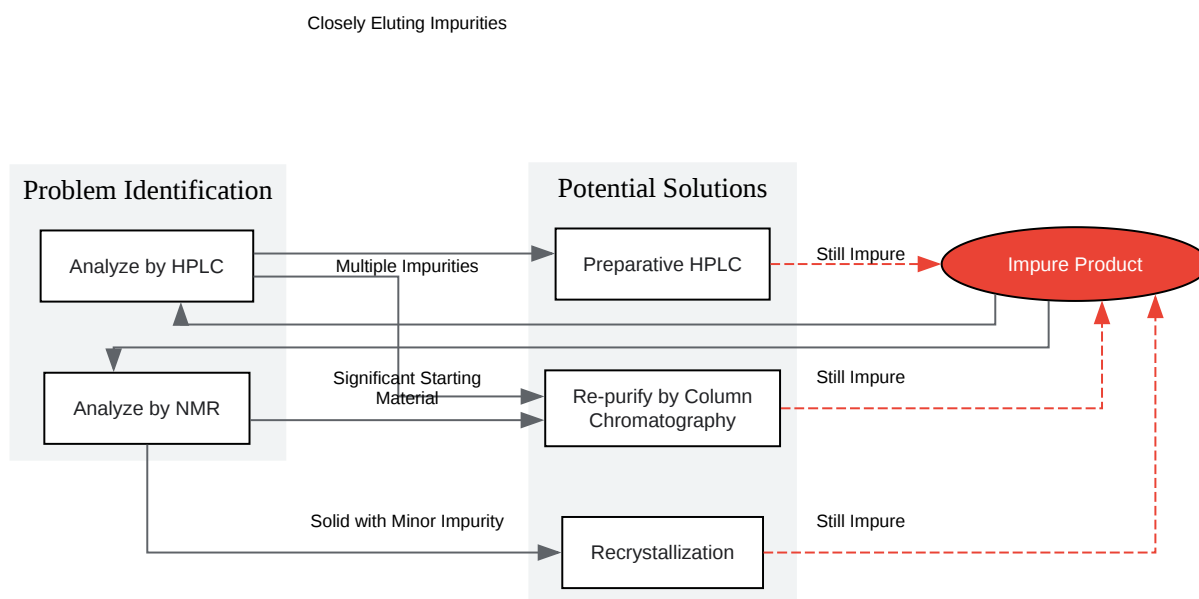 Closely Eluting Impurities
Problem Identification
Potential Solutions
Analyze by HPLC
Multiple Impurities
Preparative HPLC
Still Impure
Impure Product
Analyze by NMR
Significant Starting
Material
Re-purify by Column
Chromatography
Still Impure
Solid with Minor Impurity
Recrystallization
Still Impure